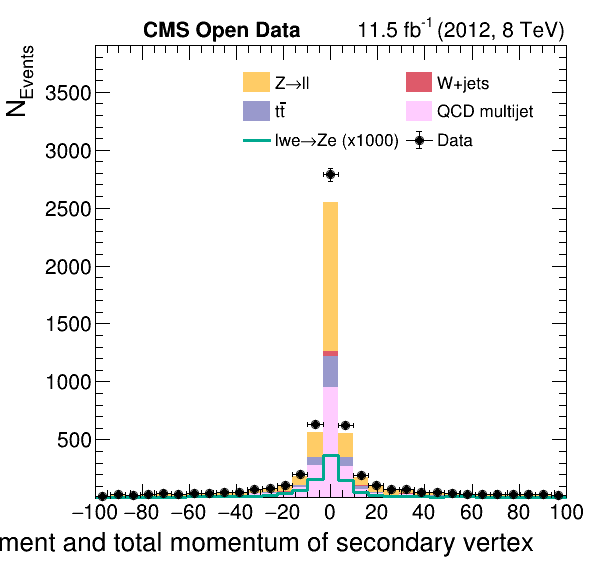 CMS Open Data 11.5 fb⁻¹ (2012, 8 TeV)
N_Events
Z→ll W+jets
tt̄ QCD multijet
lwe→Ze (x1000) Data
3500
3000
2500
2000
1500
1000
500
−100 −80 −60 −40 −20 0 20 40 60 80 100
ment and total momentum of secondary vertex